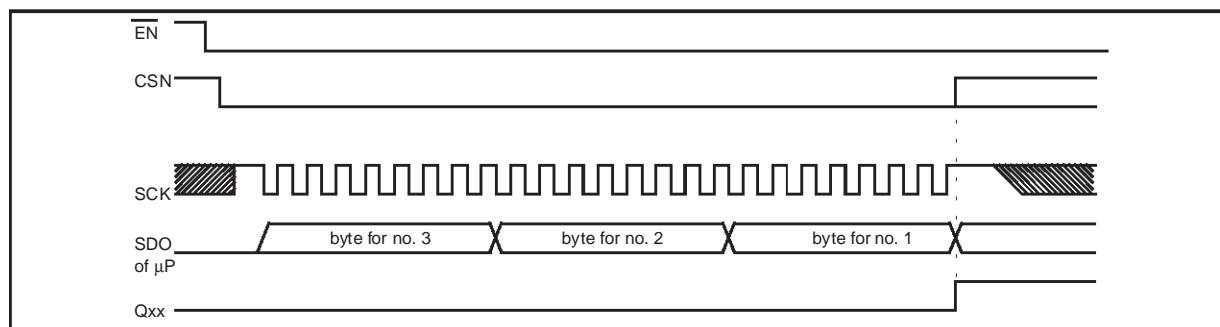 EN
CSN
SCK
SDO
of μP
byte for no. 3
byte for no. 2
byte for no. 1
Qxx